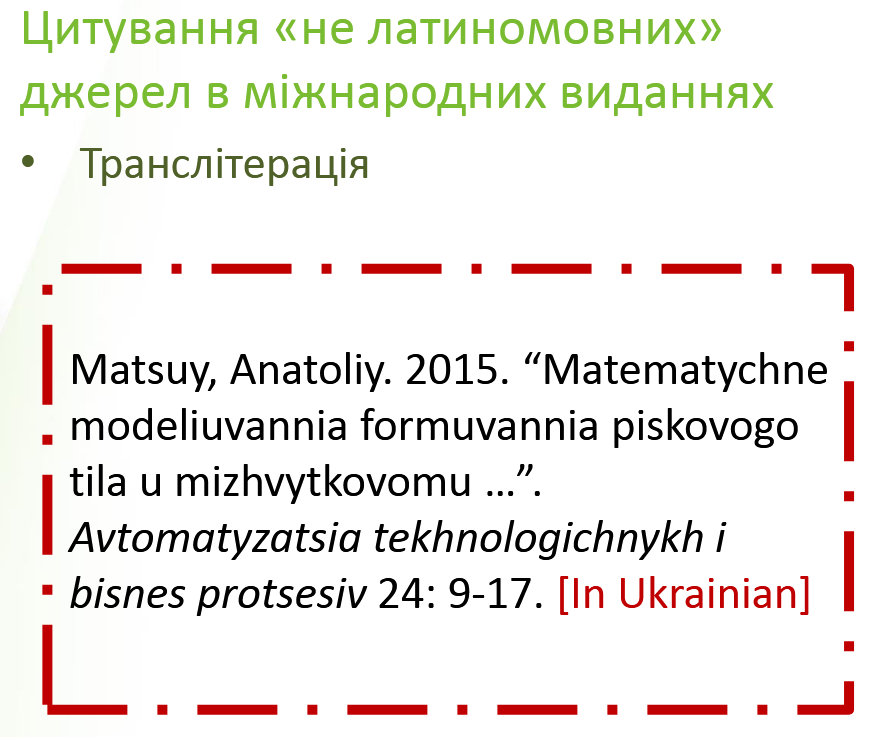 Цитування «не латиномовних»
джерел в міжнародних виданнях
• Транслітерація
Matsuy, Anatoliy. 2015. “Matematychne
modeliuvannia formuvannia piskovogo
tila u mizhvytkovomu …”.
Avtomatyzatsia tekhnologichnykh i
bisnes protsesiv 24: 9-17. [In Ukrainian]